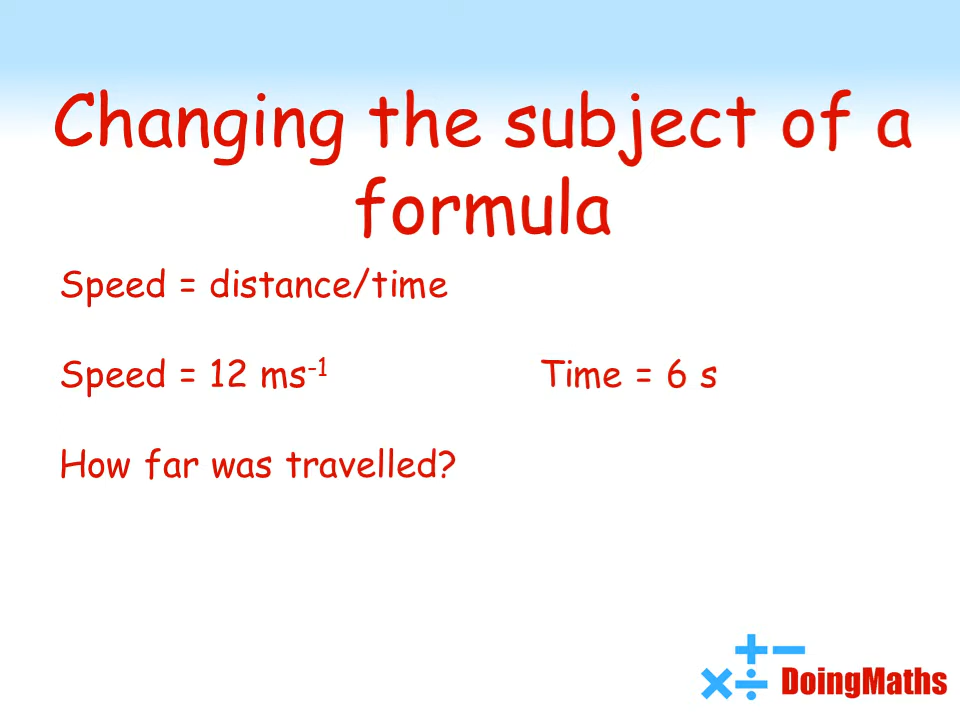 Changing the subject of a
formula
Speed = distance/time
Speed = 12 ms⁻¹ Time = 6 s
How far was travelled?
DoingMaths